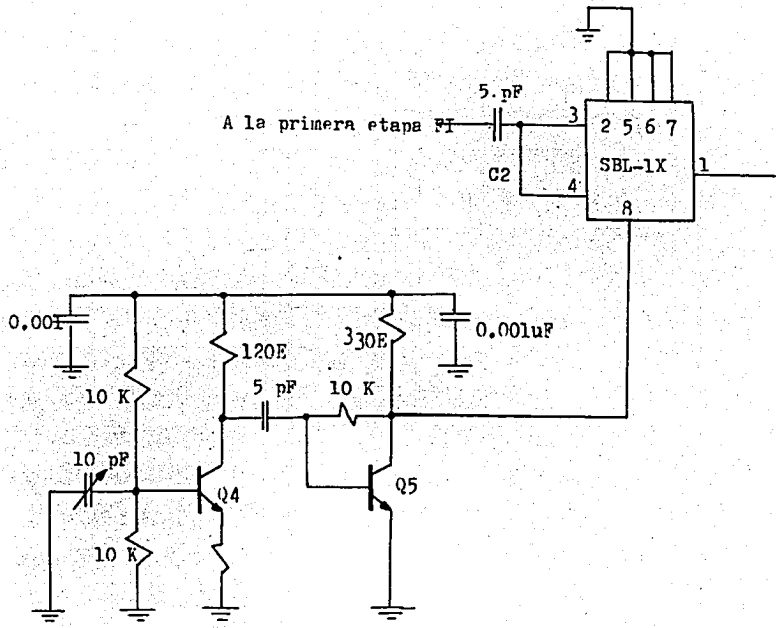 5.pF
A la primera etapa FI
3
2 5 6 7
SBL-1X
1
C2
4
8
0.001
120E
330E
0.001uF
10 K
5 pF
10 K
10 pF
Q4
Q5
10 K